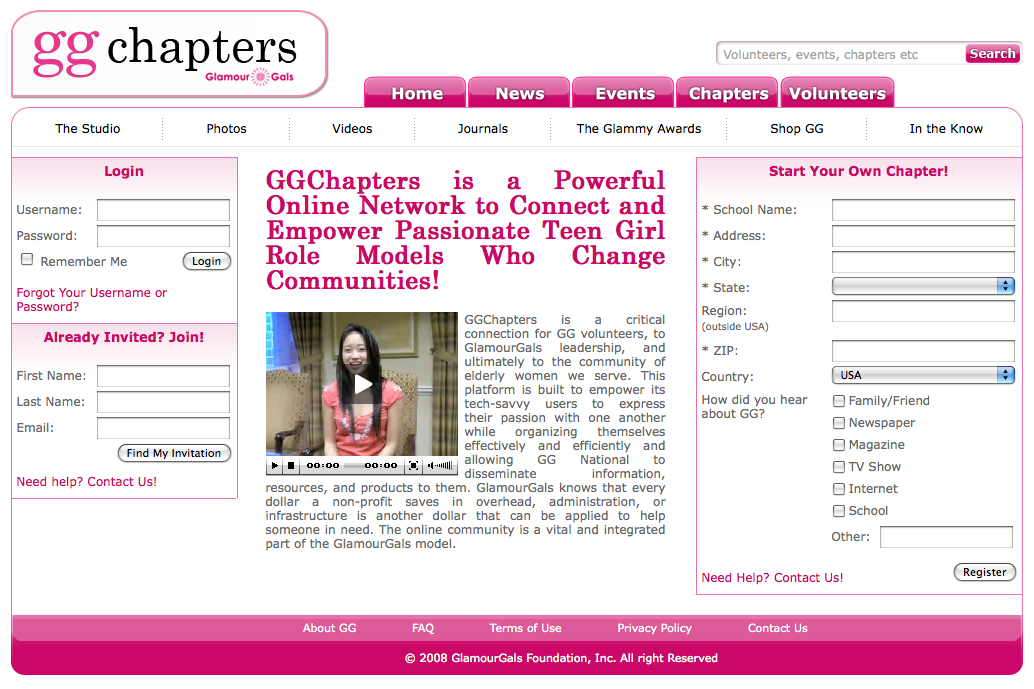 gg chapters
GlamourGals
Volunteers, events, chapters etc
Search
Home
News
Events
Chapters
Volunteers
The Studio
Photos
Videos
Journals
The Glammy Awards
Shop GG
In the Know
Login
Username:
Password:
Remember Me
Login
Forgot Your Username or
Password?
Already Invited? Join!
First Name:
Last Name:
Email:
Find My Invitation
Need help? Contact Us!
GGChapters is a Powerful
Online Network to Connect and
Empower Passionate Teen Girl
Role Models Who Change
Communities!
GGChapters is a critical
connection for GG volunteers, to
GlamourGals leadership, and
ultimately to the community of
elderly women we serve. This
platform is built to empower its
tech-savvy users to express
their passion with one another
while organizing themselves
effectively and efficiently and
allowing GG National to
disseminate information,
resources, and products to them. GlamourGals knows that every
dollar a non-profit saves in overhead, administration, or
infrastructure is another dollar that can be applied to help
someone in need. The online community is a vital and integrated
part of the GlamourGals model.
00:00
00:00
Start Your Own Chapter!
* School Name:
* Address:
* City:
* State:
Region:
(outside USA)
* ZIP:
Country:
USA
How did you hear
about GG?
Family/Friend
Newspaper
Magazine
TV Show
Internet
School
Other:
Need Help? Contact Us!
Register
About GG
FAQ
Terms of Use
Privacy Policy
Contact Us
© 2008 GlamourGals Foundation, Inc. All right Reserved